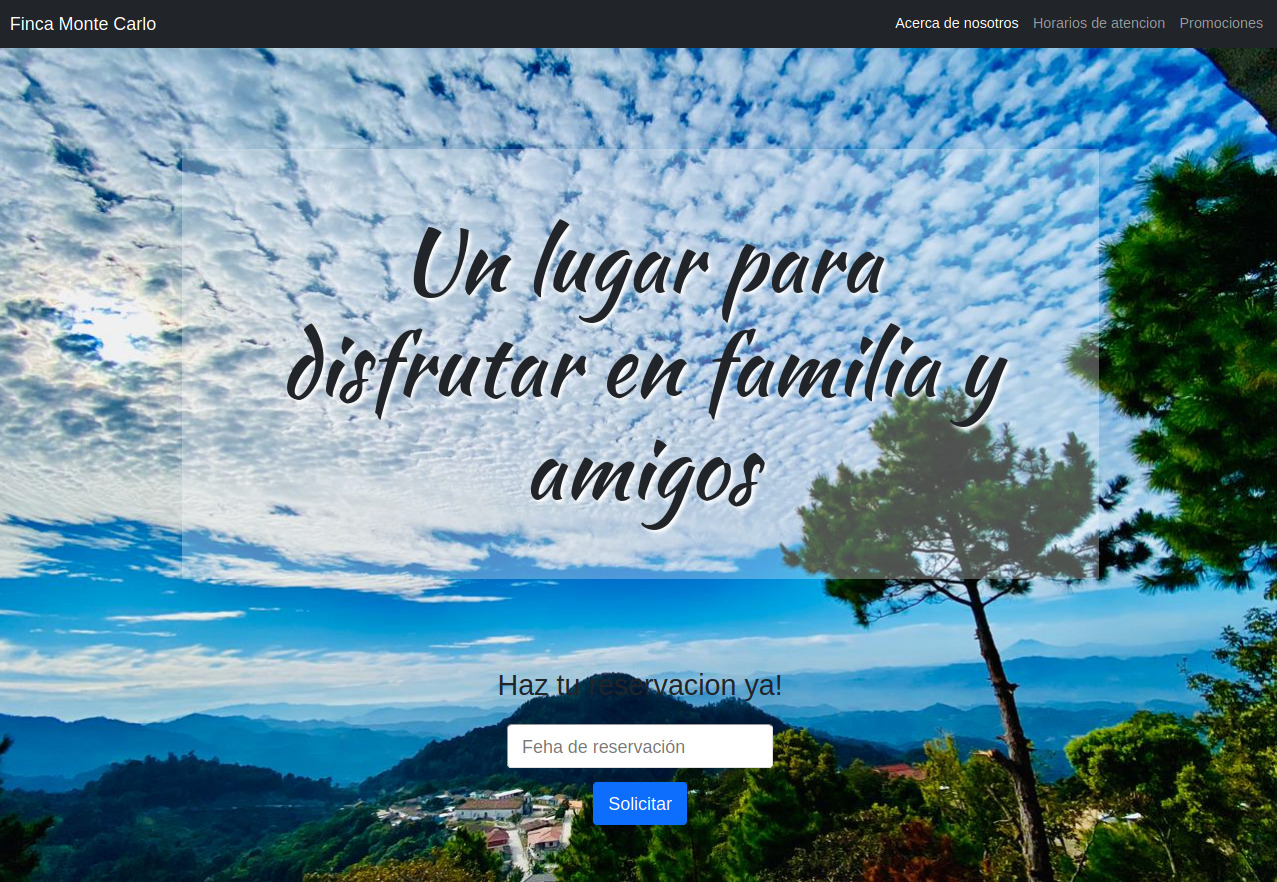 Finca Monte Carlo
Acerca de nosotros Horarios de atencion Promociones
Un lugar para
disfrutar en familia y
amigos
Haz tu reservacion ya!
Feha de reservación
Solicitar